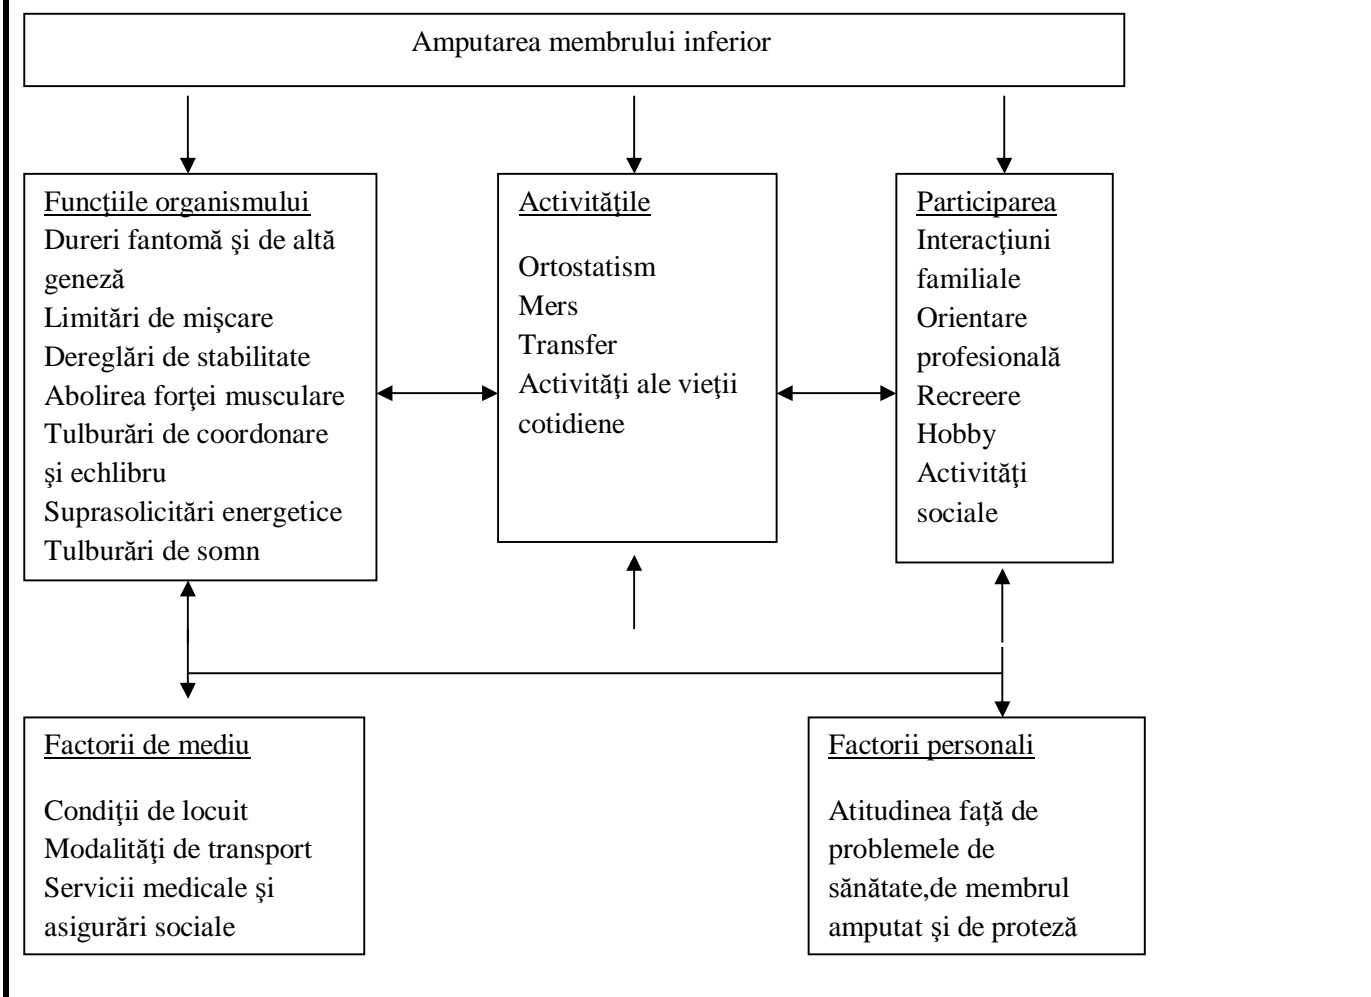 Amputarea membrului inferior
Funcţiile organismului
Dureri fantomă şi de altă
geneză
Limitări de mişcare
Dereglări de stabilitate
Abolirea forţei musculare
Tulburări de coordonare
şi echlibru
Suprasolicitări energetice
Tulburări de somn
Activităţile
Ortostatism
Mers
Transfer
Activităţi ale vieţii
cotidiene
Participarea
Interacţiuni
familiale
Orientare
profesională
Recreere
Hobby
Activităţi
sociale
Factorii de mediu
Condiţii de locuit
Modalităţi de transport
Servicii medicale şi
asigurări sociale
Factorii personali
Atitudinea faţă de
problemele de
sănătate,de membrul
amputat şi de proteză